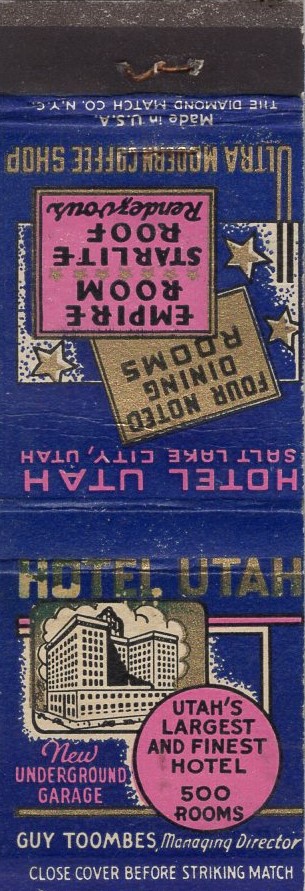 THE DIAMOND MATCH CO. N.Y.C.
Made in U.S.A.
ULTRA MODERN COFFEE SHOP
Rendezvous
STARLITE
ROOF
EMPIRE
ROOM
FOUR NOTED
DINING
ROOMS
HOTEL UTAH
SALT LAKE CITY, UTAH
HOTEL UTAH
New
UNDERGROUND
GARAGE
UTAH'S
LARGEST
AND FINEST
HOTEL
500
ROOMS
GUY TOOMBES, Managing Director
CLOSE COVER BEFORE STRIKING MATCH